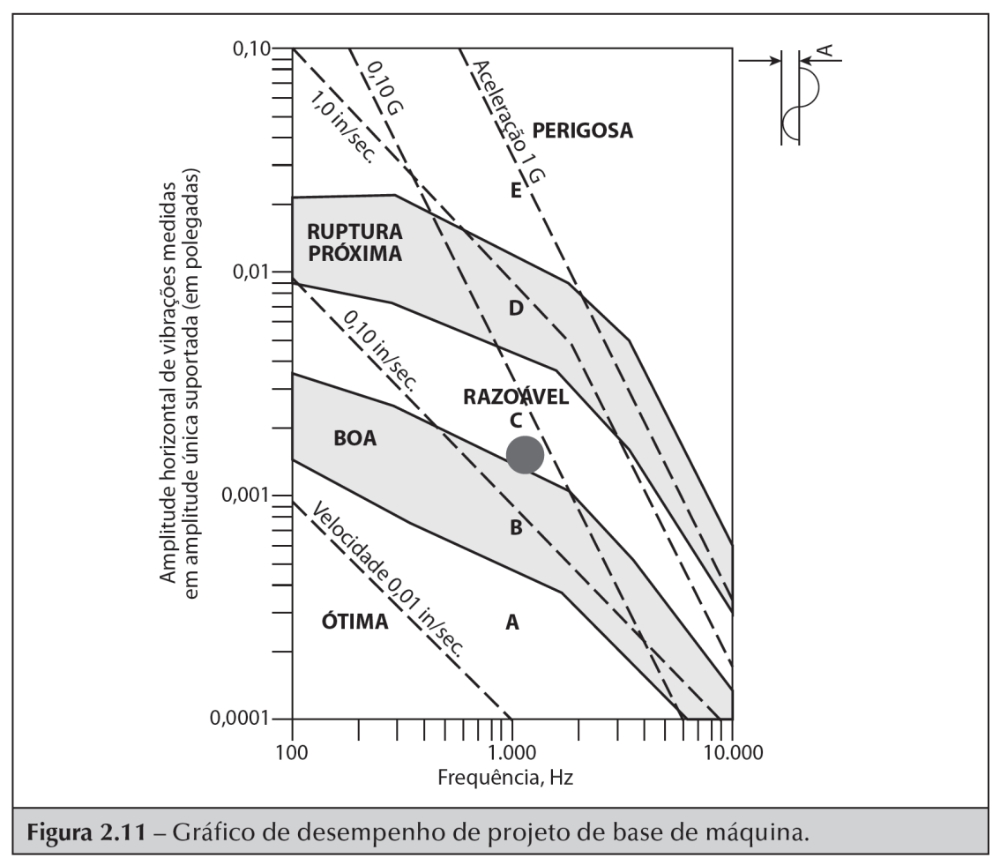 0,10
0,01
0,001
0,0001
Amplitude horizontal de vibrações medidas
em amplitude única suportada (em polegadas)
1,0 in/sec.
0,10 G
Aceleração 1 G
PERIGOSA
A
E
RUPTURA
PRÓXIMA
D
0,10 in/sec.
RAZOÁVEL
C
BOA
B
Velocidade 0,01 in/sec.
ÓTIMA
A
100
1.000
10.000
Frequência, Hz
Figura 2.11 – Gráfico de desempenho de projeto de base de máquina.